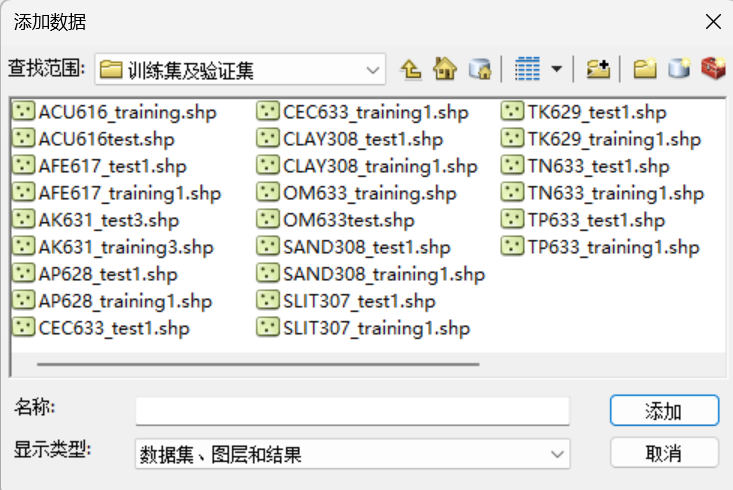 添加数据
查找范围: 训练集及验证集
ACU616_training.shp
ACU616test.shp
AFE617_test1.shp
AFE617_training1.shp
AK631_test3.shp
AK631_training3.shp
AP628_test1.shp
AP628_training1.shp
CEC633_test1.shp
CEC633_training1.shp
CLAY308_test1.shp
CLAY308_training1.shp
OM633_training.shp
OM633test.shp
SAND308_test1.shp
SAND308_training1.shp
SLIT307_test1.shp
SLIT307_training1.shp
TK629_test1.shp
TK629_training1.shp
TN633_test1.shp
TN633_training1.shp
TP633_test1.shp
TP633_training1.shp
名称:
添加
显示类型: 数据集、图层和结果
取消